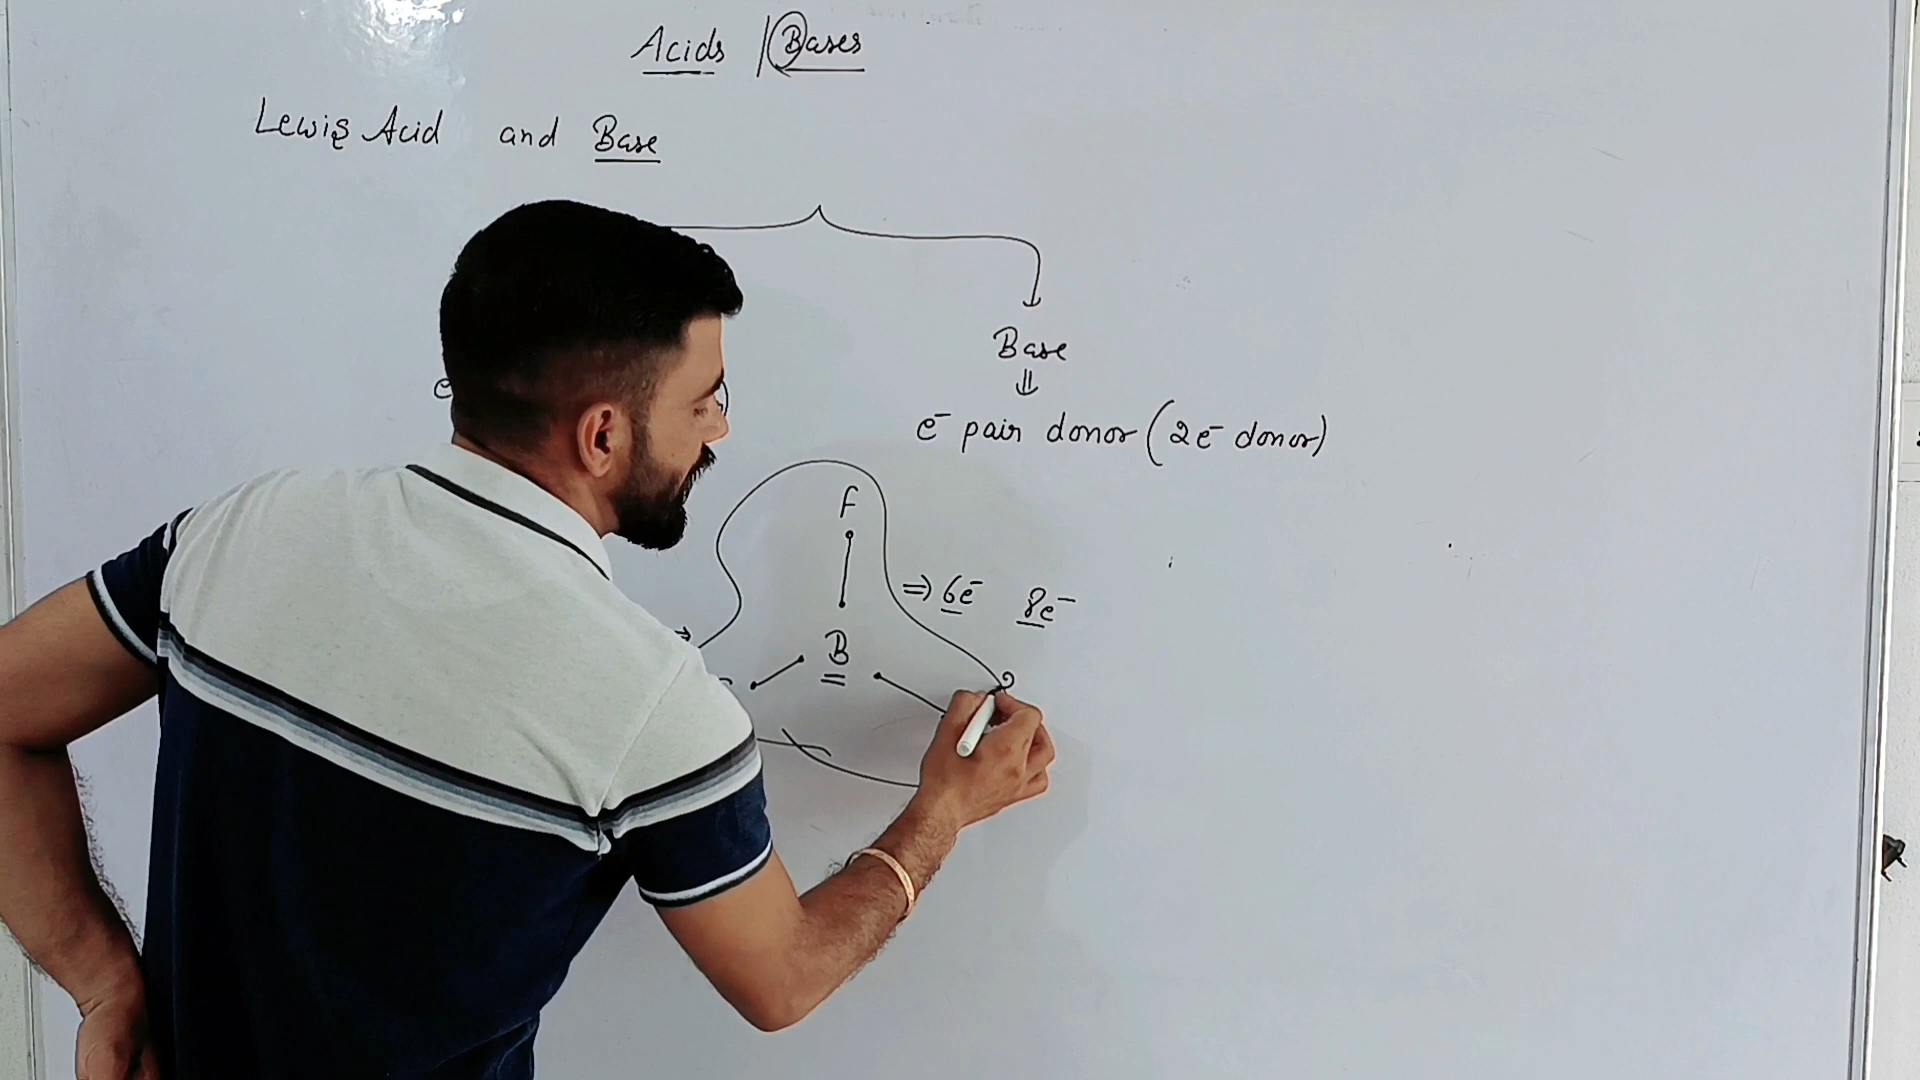 Acids / Bases
Lewis Acid and Base
Base
e⁻ pair donor (2e⁻ donor)
F
⇒ 6e⁻ 8e⁻
B